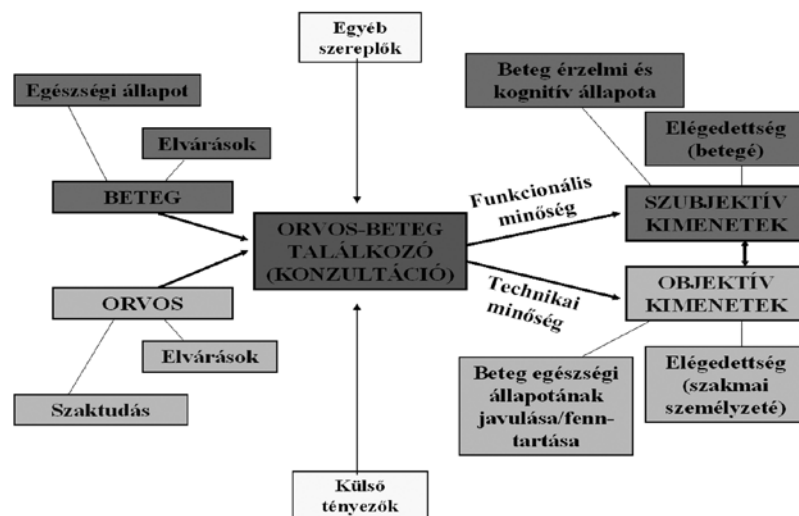 Egyéb
szereplők
Egészségi állapot
Elvárások
BETEG
ORVOS
Elvárások
Szaktudás
ORVOS-BETEG
TALÁLKOZÓ
(KONZULTÁCIÓ)
Külső
tényezők
Funkcionális
minőség
Technikai
minőség
Beteg érzelmi és
kognitív állapota
Elégedettség
(betegé)
SZUBJEKTÍV
KIMENETEK
OBJEKTÍV
KIMENETEK
Beteg egészségi
állapotának
javulása/fenn-
tartása
Elégedettség
(szakmai
személyzeté)